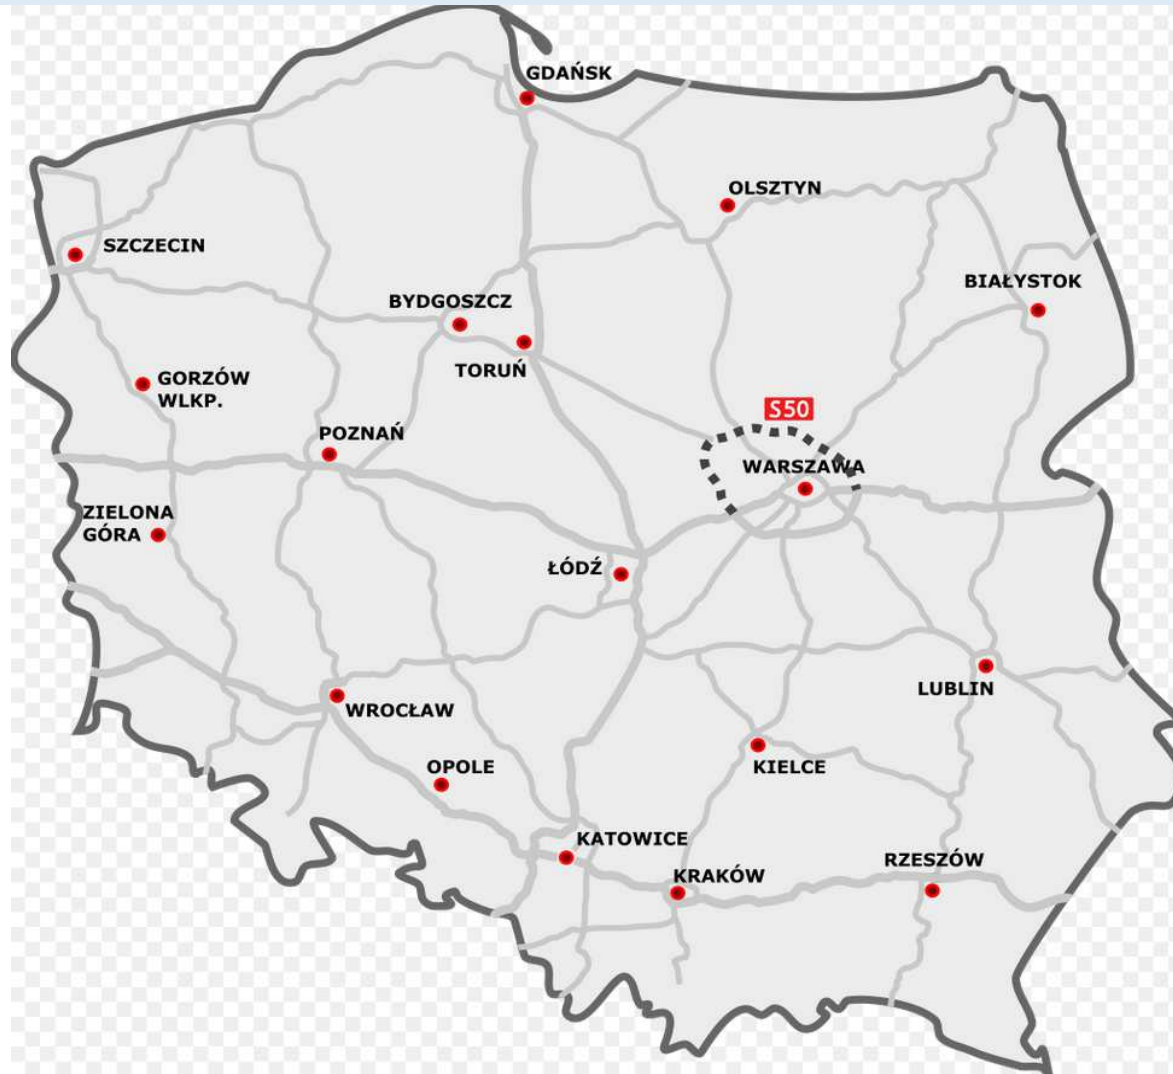 GDAŃSK
OLSZTYN
SZCZECIN
BIAŁYSTOK
BYDGOSZCZ
TORUŃ
GORZÓW
WLKP.
S50
POZNAŃ
WARSZAWA
ZIELONA
GÓRA
ŁÓDŹ
LUBLIN
WROCŁAW
OPOLE
KIELCE
KATOWICE
RZESZÓW
KRAKÓW